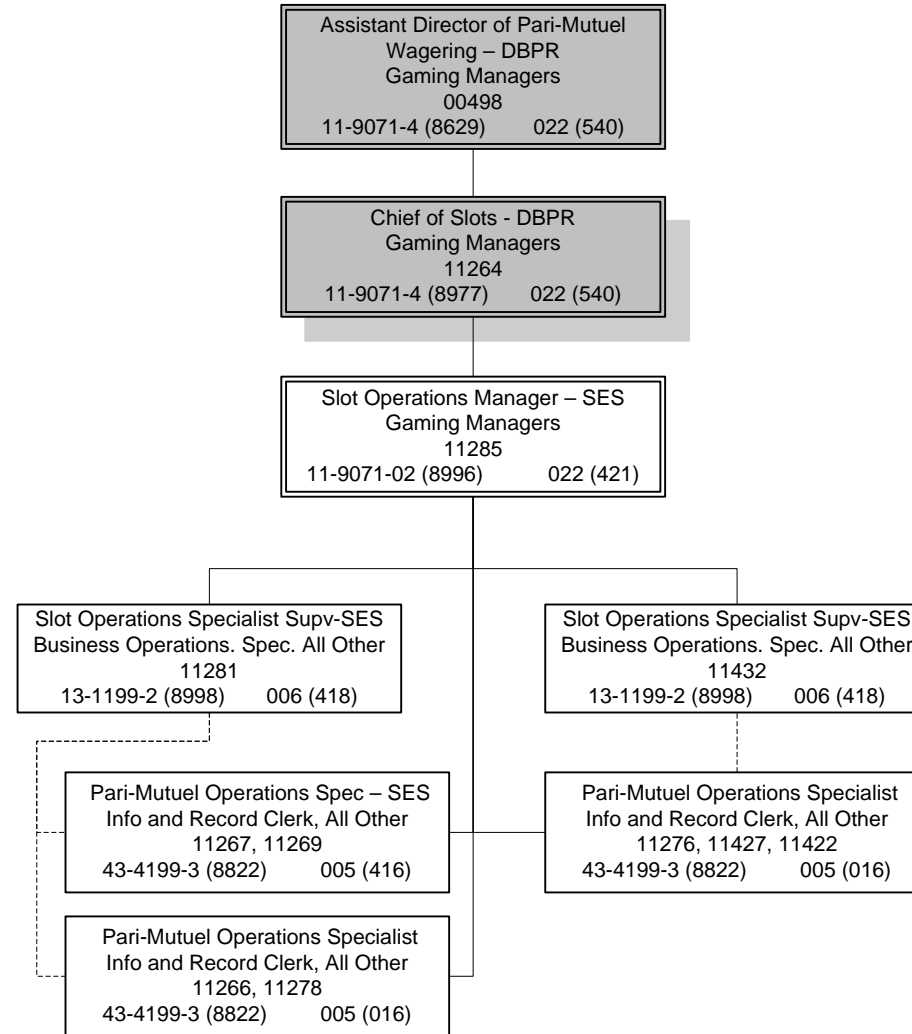 Assistant Director of Pari-Mutuel
Wagering – DBPR
Gaming Managers
00498
11-9071-4 (8629) 022 (540)
Chief of Slots - DBPR
Gaming Managers
11264
11-9071-4 (8977) 022 (540)
Slot Operations Manager – SES
Gaming Managers
11285
11-9071-02 (8996) 022 (421)
Slot Operations Specialist Supv-SES
Business Operations. Spec. All Other
11281
13-1199-2 (8998) 006 (418)
Slot Operations Specialist Supv-SES
Business Operations. Spec. All Other
11432
13-1199-2 (8998) 006 (418)
Pari-Mutuel Operations Spec – SES
Info and Record Clerk, All Other
11267, 11269
43-4199-3 (8822) 005 (416)
Pari-Mutuel Operations Specialist
Info and Record Clerk, All Other
11276, 11427, 11422
43-4199-3 (8822) 005 (016)
Pari-Mutuel Operations Specialist
Info and Record Clerk, All Other
11266, 11278
43-4199-3 (8822) 005 (016)